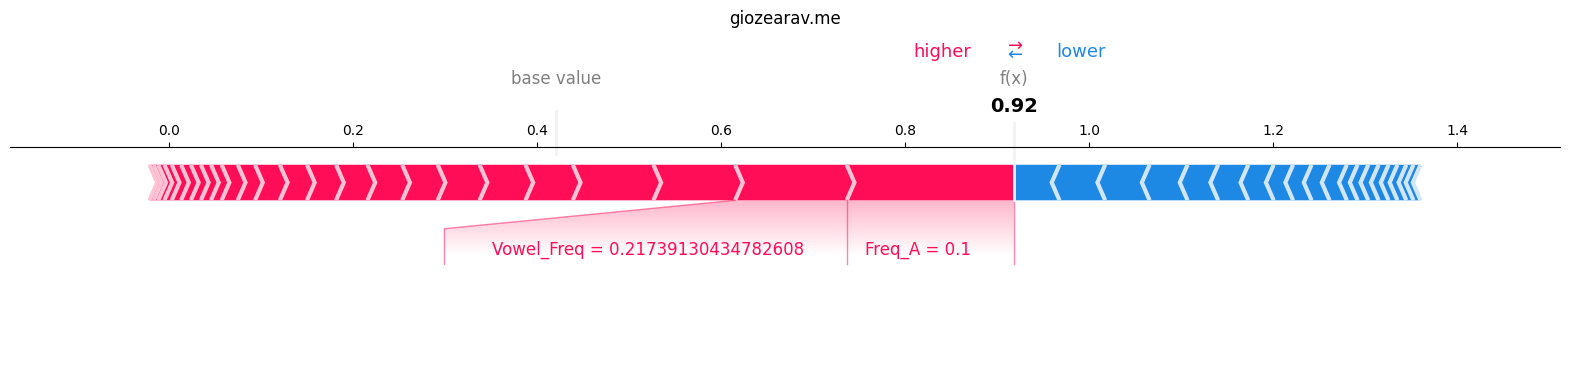 giozearav.me
higher ⇄ lower
base value f(x)
0.92
0.0 0.2 0.4 0.6 0.8 1.0 1.2 1.4
Vowel_Freq = 0.21739130434782608 Freq_A = 0.1